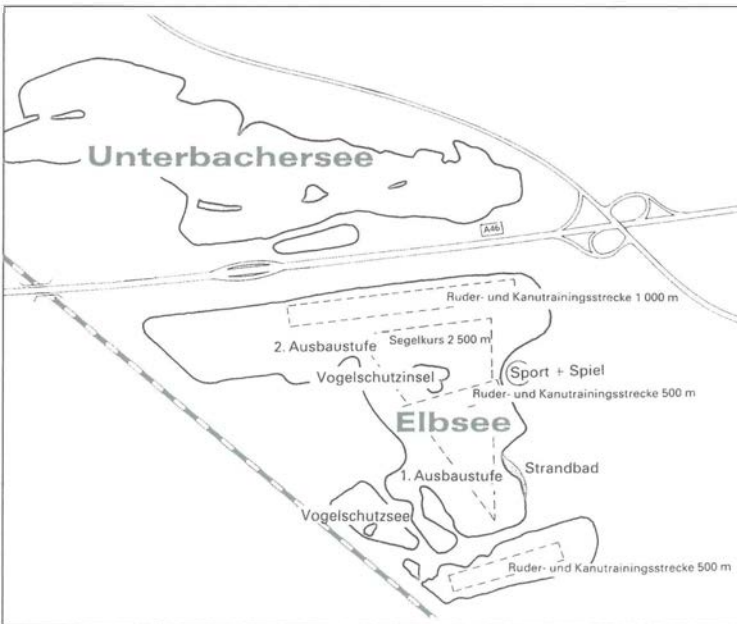 Unterbachersee
A46
Ruder- und Kanutrainingsstrecke 1 000 m
2. Ausbaustufe
Segelkurs 2 500 m
Vogelschutzinsel
Sport + Spiel
Ruder- und Kanutrainingsstrecke 500 m
Elbsee
1. Ausbaustufe
Strandbad
Vogelschutzsee
Ruder- und Kanutrainingsstrecke 500 m